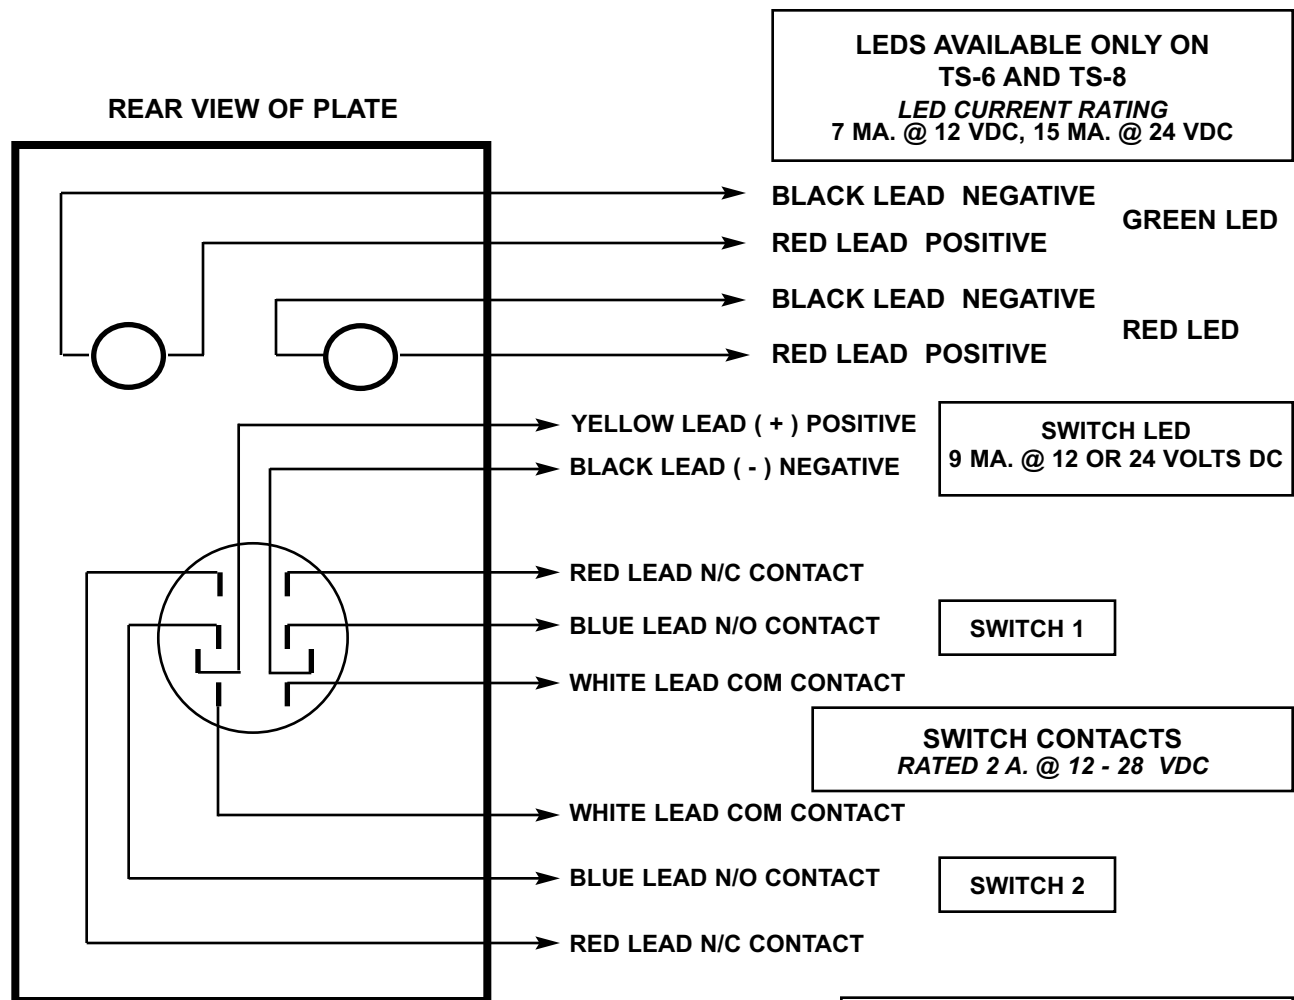 LEDS AVAILABLE ONLY ON
TS-6 AND TS-8
LED CURRENT RATING
7 MA. @ 12 VDC, 15 MA. @ 24 VDC
REAR VIEW OF PLATE
BLACK LEAD NEGATIVE
GREEN LED
RED LEAD POSITIVE
BLACK LEAD NEGATIVE
RED LED
RED LEAD POSITIVE
YELLOW LEAD ( + ) POSITIVE
BLACK LEAD ( - ) NEGATIVE
SWITCH LED
9 MA. @ 12 OR 24 VOLTS DC
RED LEAD N/C CONTACT
BLUE LEAD N/O CONTACT
SWITCH 1
WHITE LEAD COM CONTACT
SWITCH CONTACTS
RATED 2 A. @ 12 - 28 VDC
WHITE LEAD COM CONTACT
BLUE LEAD N/O CONTACT
SWITCH 2
RED LEAD N/C CONTACT